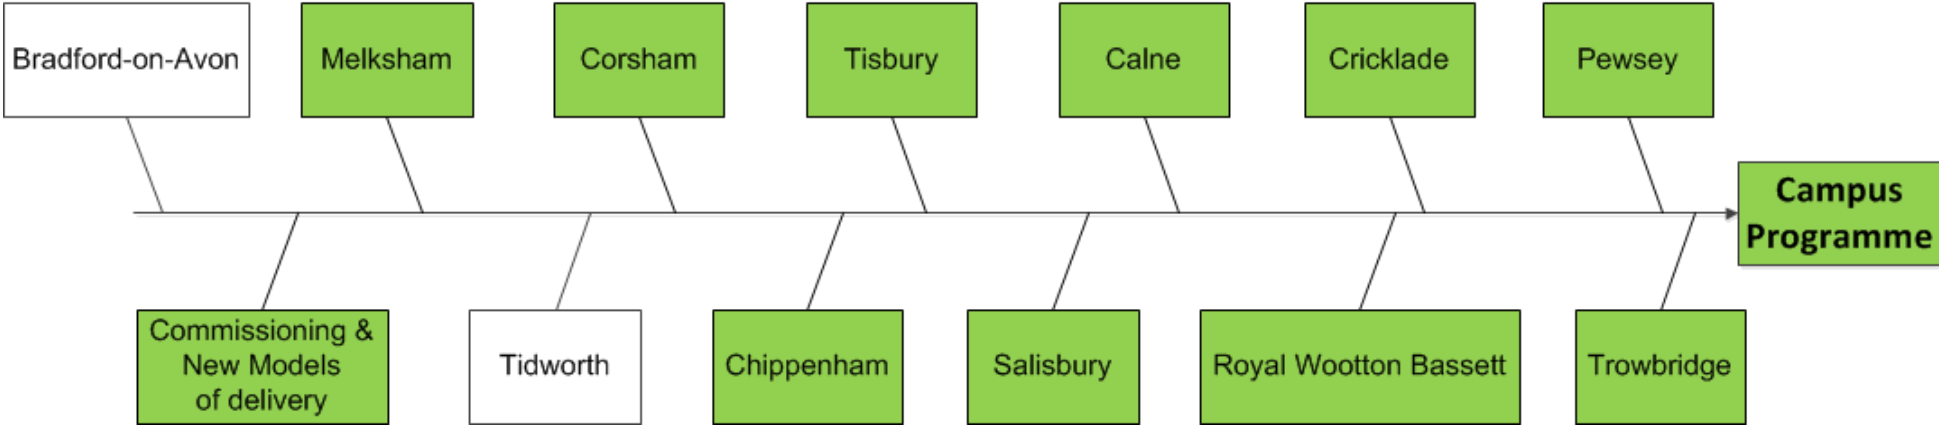 Bradford-on-Avon
Melksham
Corsham
Tisbury
Calne
Cricklade
Pewsey
Campus
Programme
Commissioning &
New Models
of delivery
Tidworth
Chippenham
Salisbury
Royal Wootton Bassett
Trowbridge